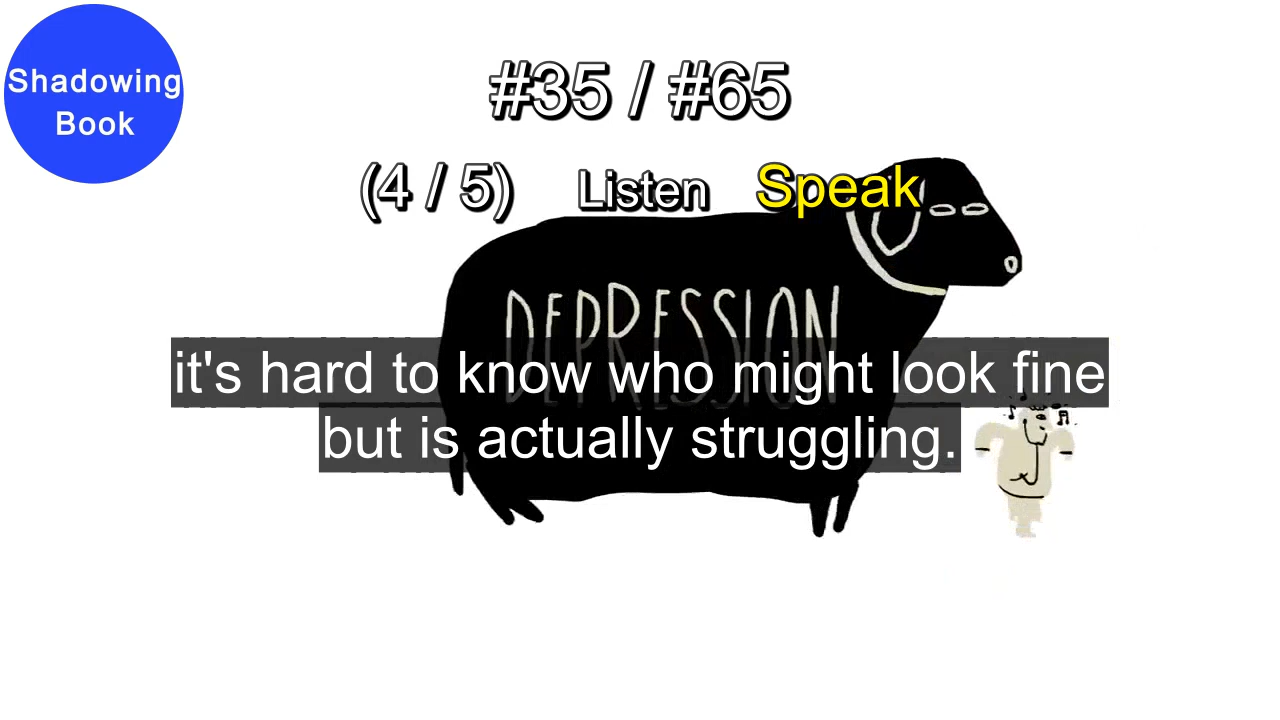 Shadowing
Book
#35 / #65
(4 / 5) Listen Speak
DEPRESSION
it's hard to know who might look fine
but is actually struggling.